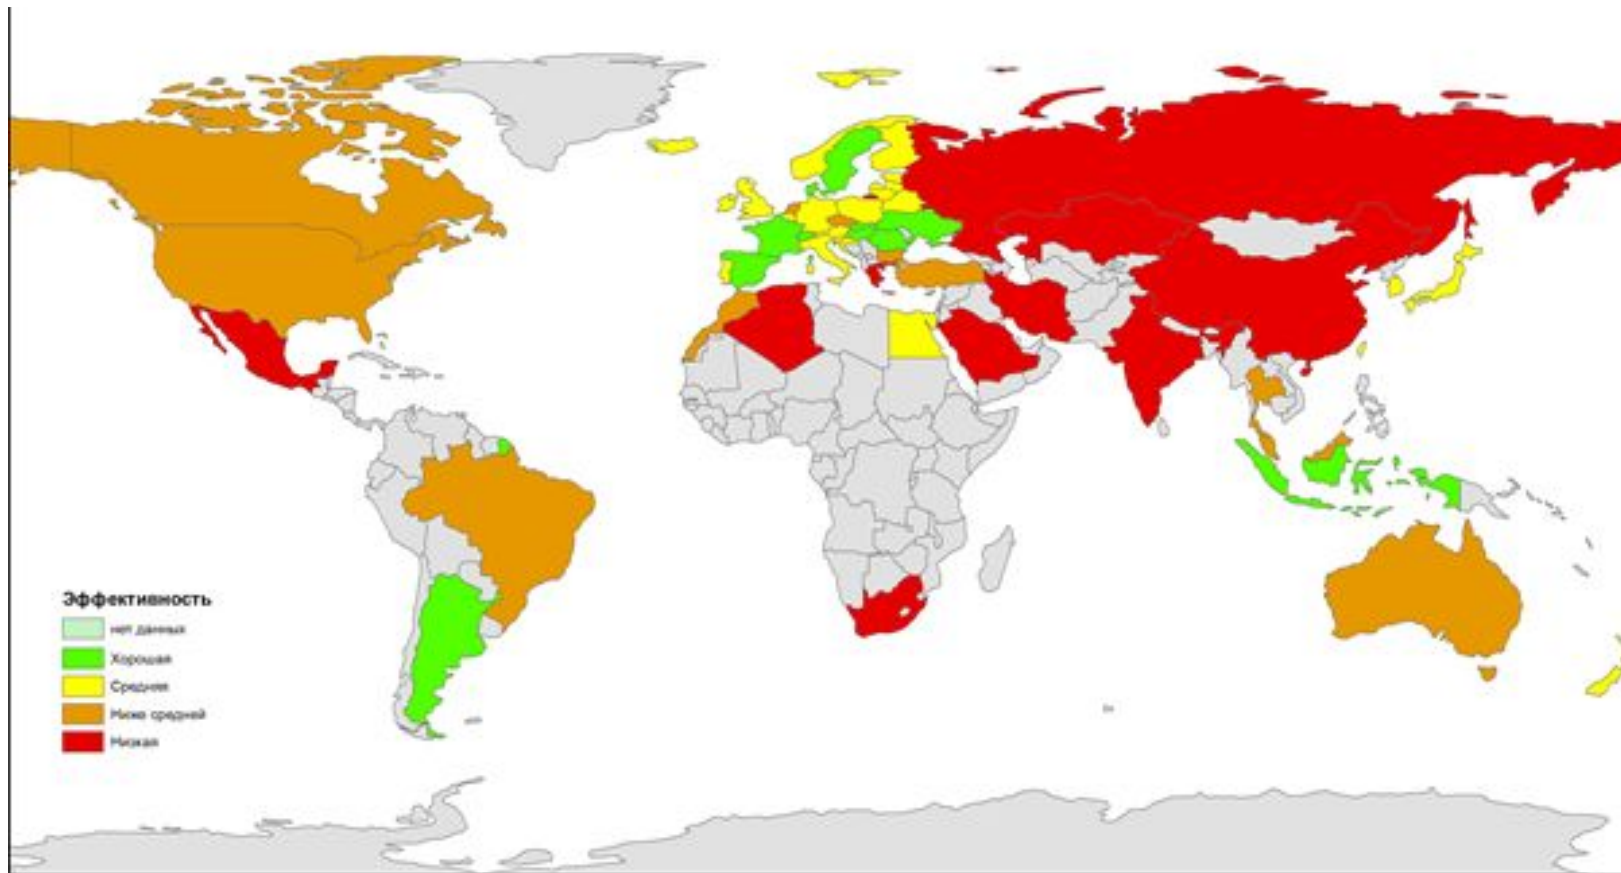 Эффективность
нет данных
Хорошая
Средняя
Ниже средней
Низкая